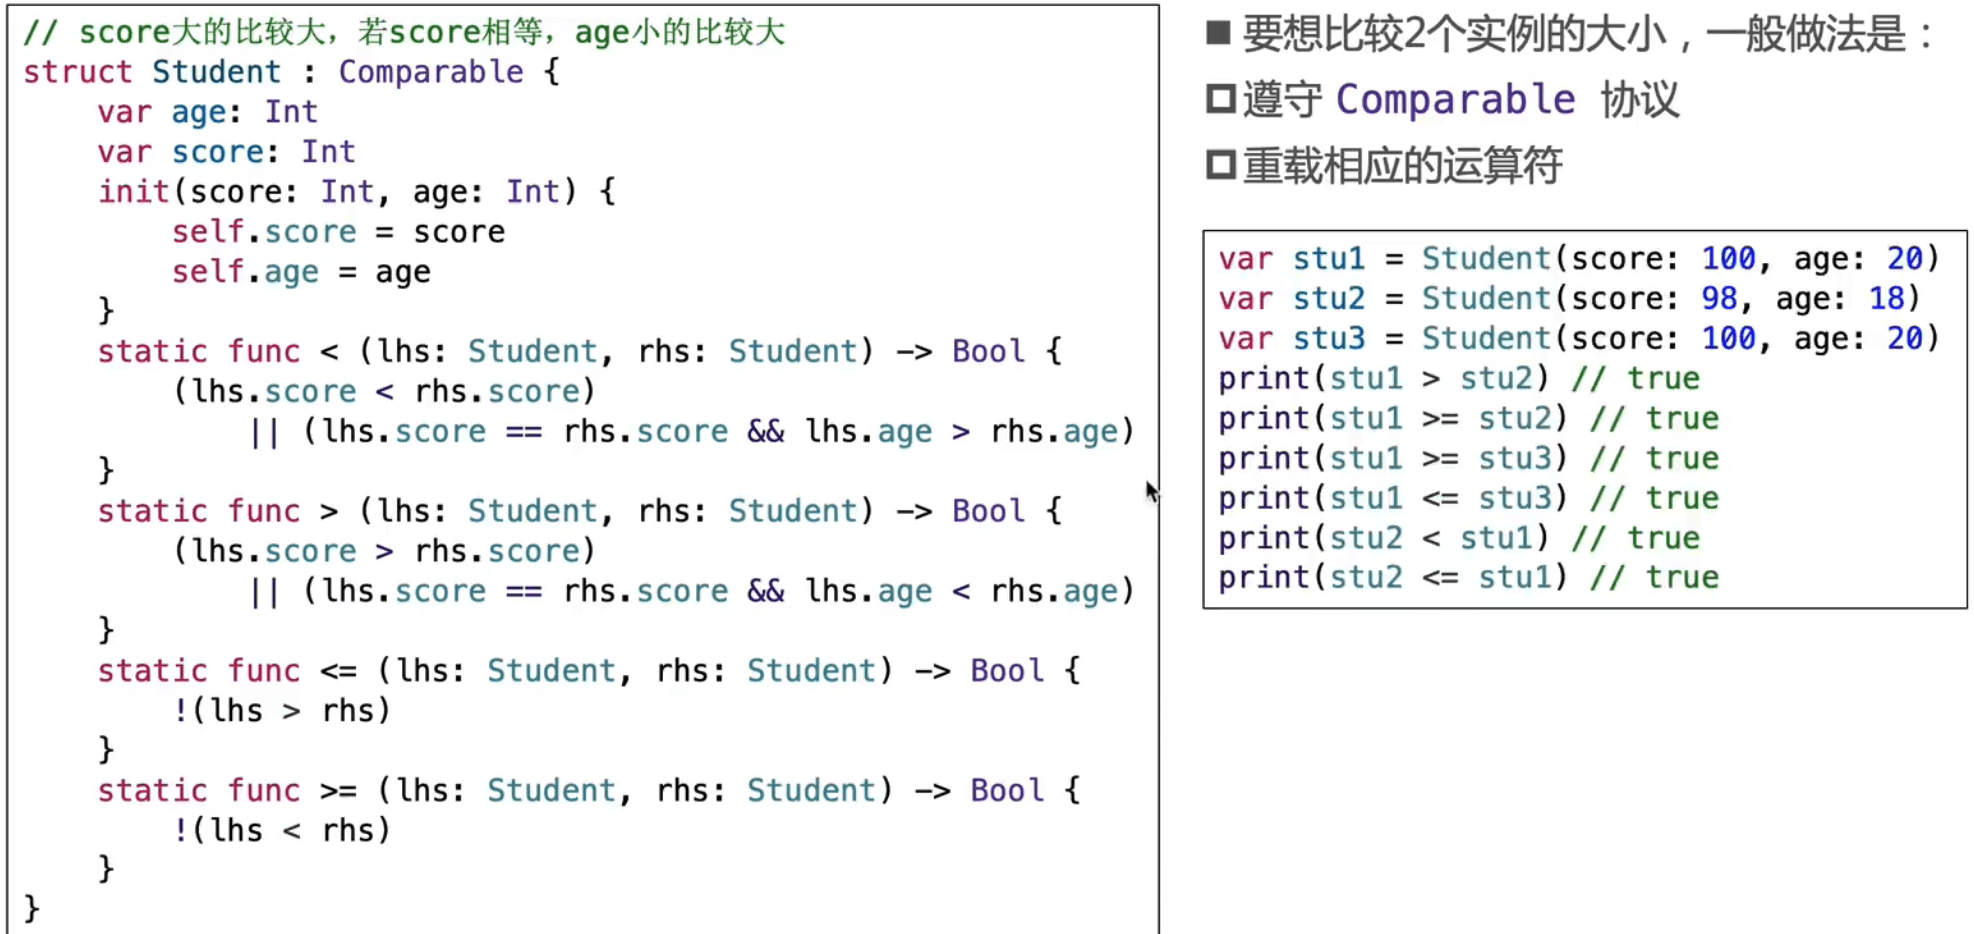 // score大的比较大，若score相等，age小的比较大
struct Student : Comparable {
    var age: Int
    var score: Int
    init(score: Int, age: Int) {
        self.score = score
        self.age = age
    }
    static func < (lhs: Student, rhs: Student) -> Bool {
        (lhs.score < rhs.score)
            || (lhs.score == rhs.score && lhs.age > rhs.age)
    }
    static func > (lhs: Student, rhs: Student) -> Bool {
        (lhs.score > rhs.score)
            || (lhs.score == rhs.score && lhs.age < rhs.age)
    }
    static func <= (lhs: Student, rhs: Student) -> Bool {
        !(lhs > rhs)
    }
    static func >= (lhs: Student, rhs: Student) -> Bool {
        !(lhs < rhs)
    }
}
■ 要想比较2个实例的大小，一般做法是：
□ 遵守 Comparable 协议
□ 重载相应的运算符
var stu1 = Student(score: 100, age: 20)
var stu2 = Student(score: 98, age: 18)
var stu3 = Student(score: 100, age: 20)
print(stu1 > stu2) // true
print(stu1 >= stu2) // true
print(stu1 >= stu3) // true
print(stu1 <= stu3) // true
print(stu2 < stu1) // true
print(stu2 <= stu1) // true